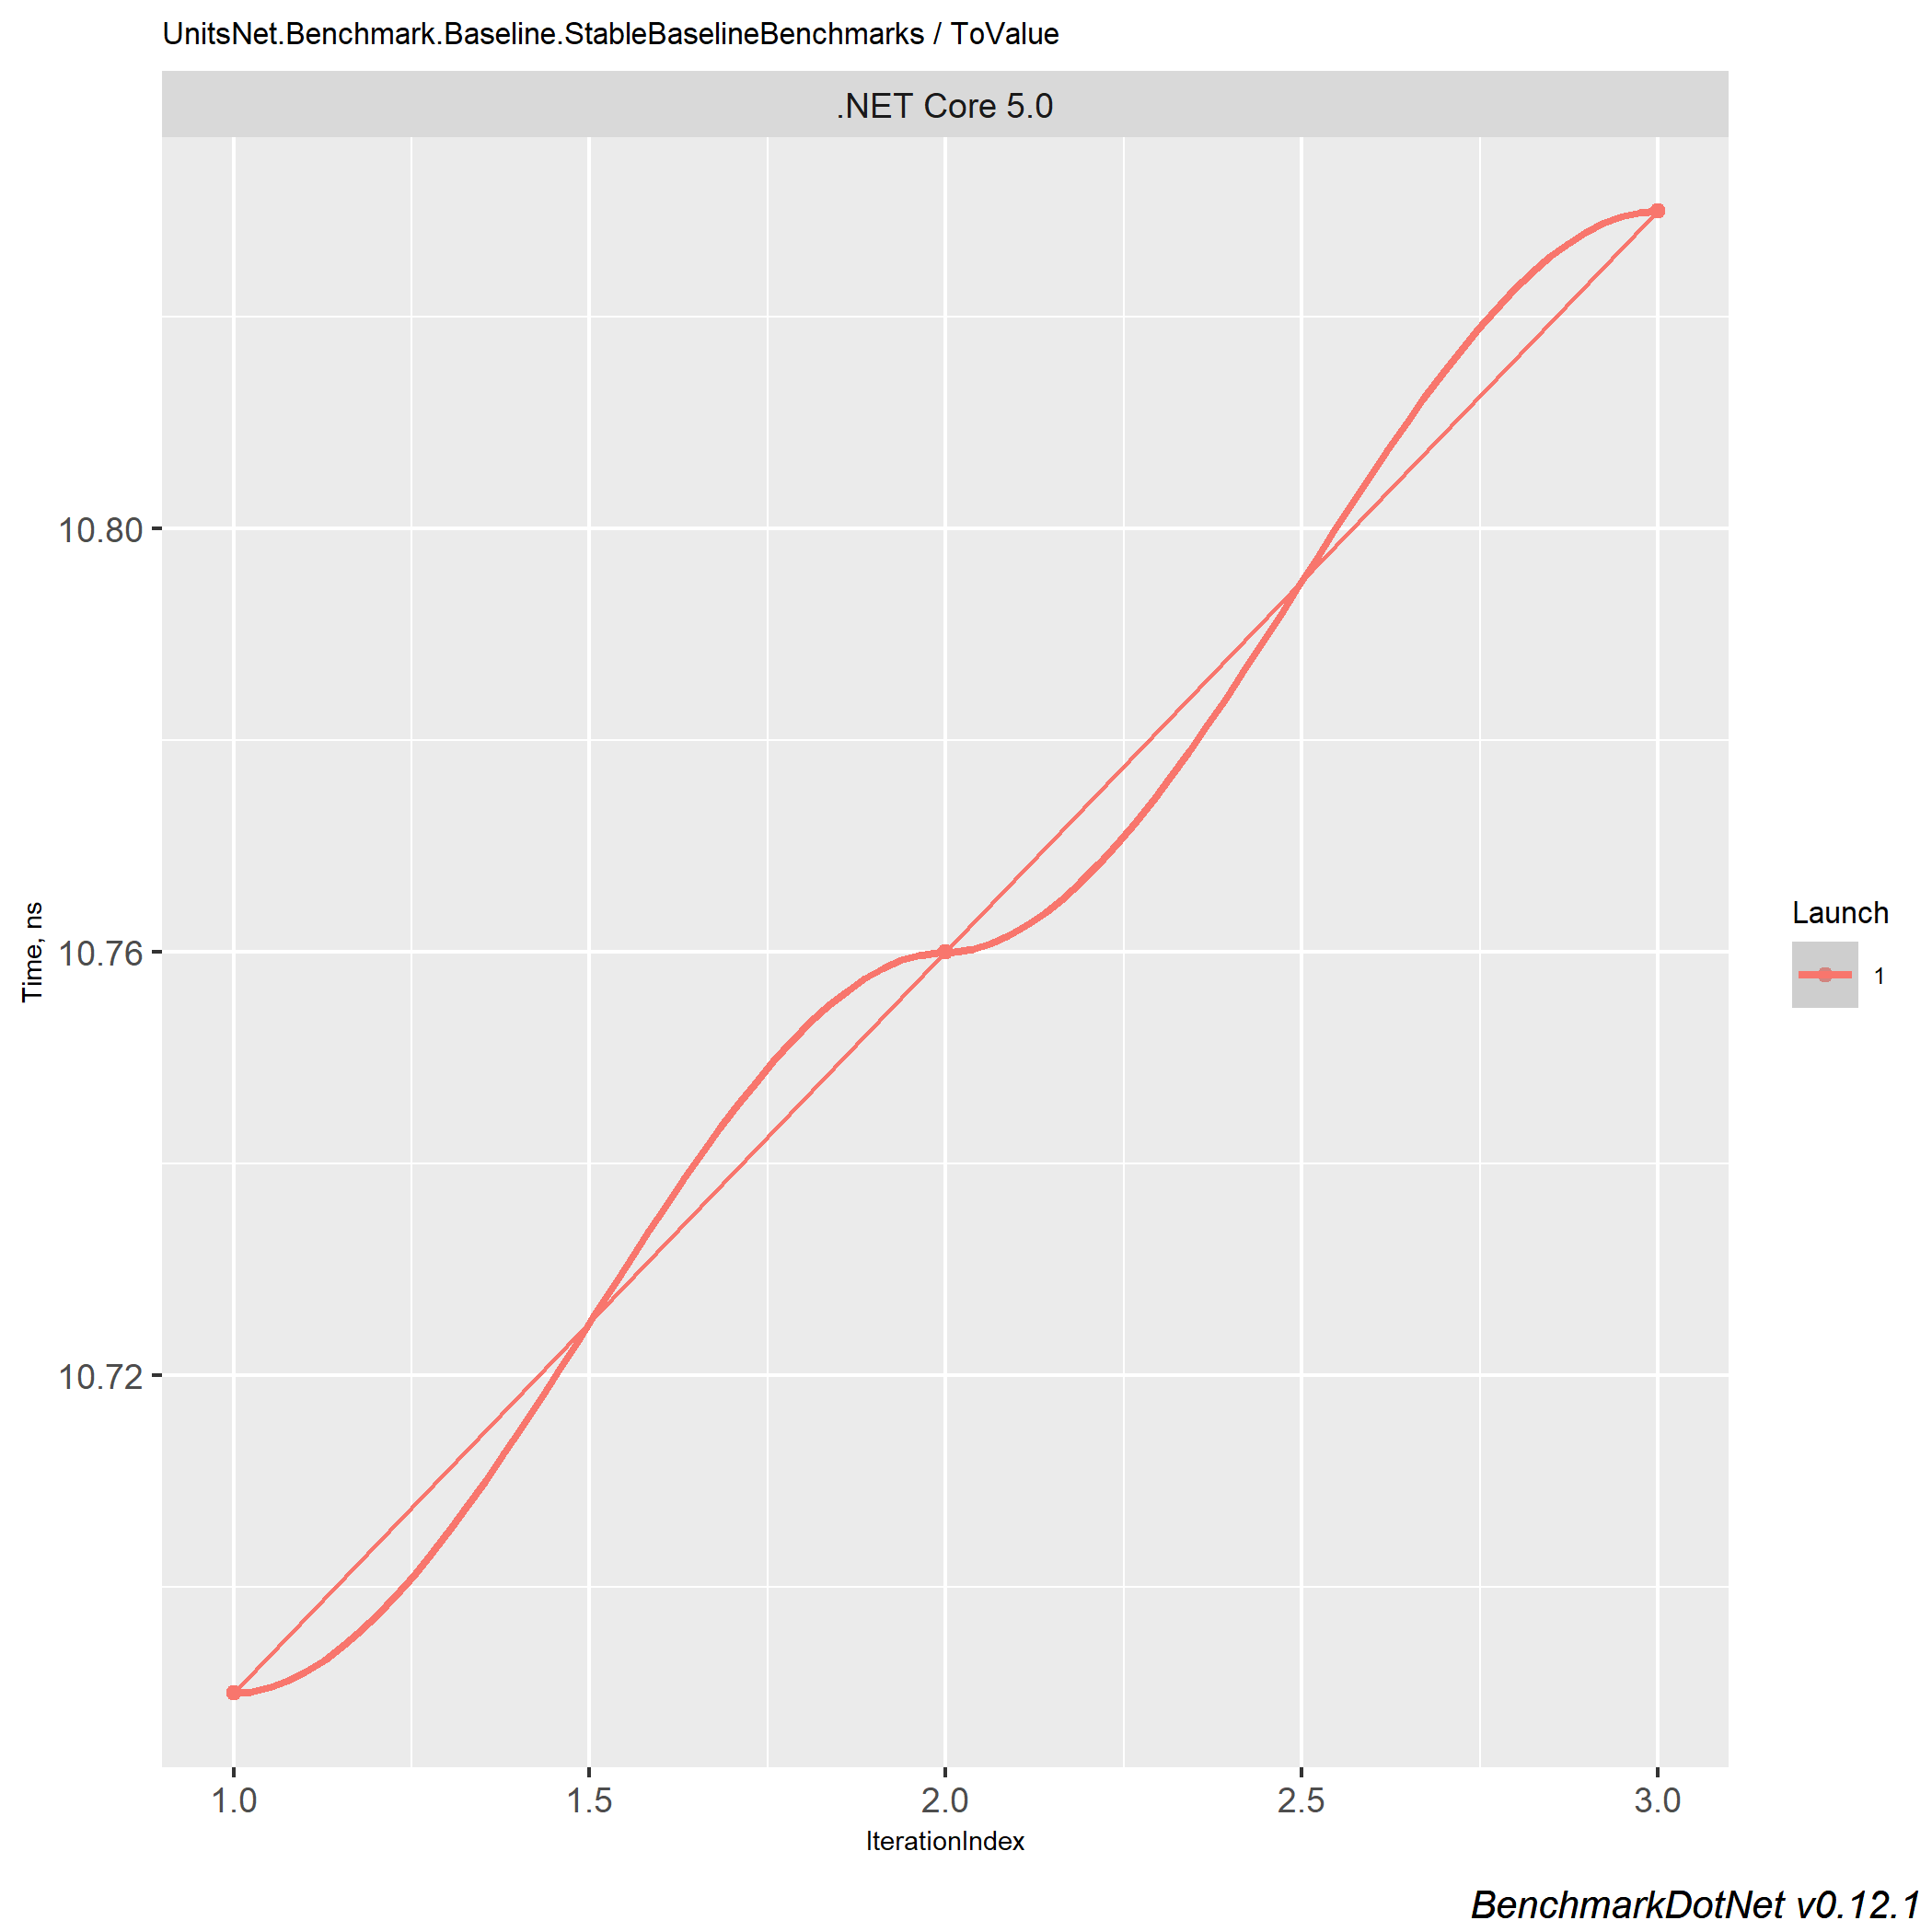 UnitsNet.Benchmark.Baseline.StableBaselineBenchmarks / ToValue
.NET Core 5.0
10.80
10.76
10.72
Time, ns
1.0 1.5 2.0 2.5 3.0
IterationIndex
Launch
1
BenchmarkDotNet v0.12.1